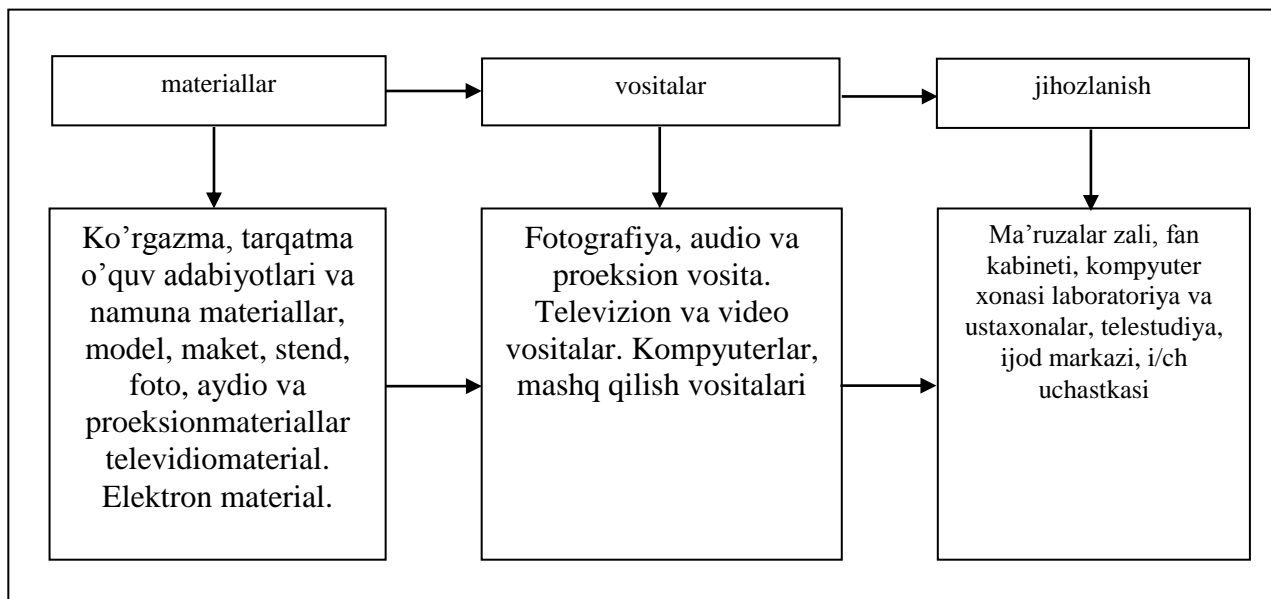 materiallar
vositalar
jihozlanish
Ko’rgazma, tarqatma
o’quv adabiyotlari va
namuna materiallar,
model, maket, stend,
foto, aydio va
proeksionmateriallar
televidiomaterial.
Elektron material.
Fotografiya, audio va
proeksion vosita.
Televizion va video
vositalar. Kompyuterlar,
mashq qilish vositalari
Ma’ruzalar zali, fan
kabineti, kompyuter
xonasi laboratoriya va
ustaxonalar, telestudiya,
ijod markazi, i/ch
uchastkasi